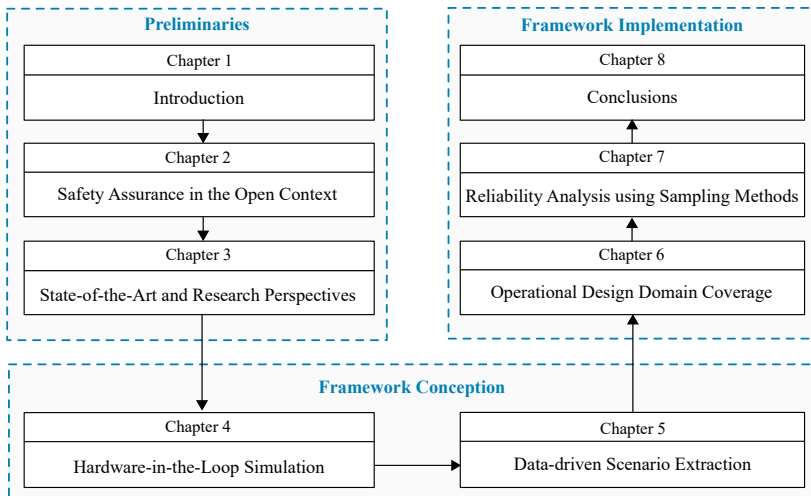 Preliminaries
Chapter 1
Introduction
Chapter 2
Safety Assurance in the Open Context
Chapter 3
State-of-the-Art and Research Perspectives
Framework Implementation
Chapter 8
Conclusions
Chapter 7
Reliability Analysis using Sampling Methods
Chapter 6
Operational Design Domain Coverage
Framework Conception
Chapter 4
Hardware-in-the-Loop Simulation
Chapter 5
Data-driven Scenario Extraction